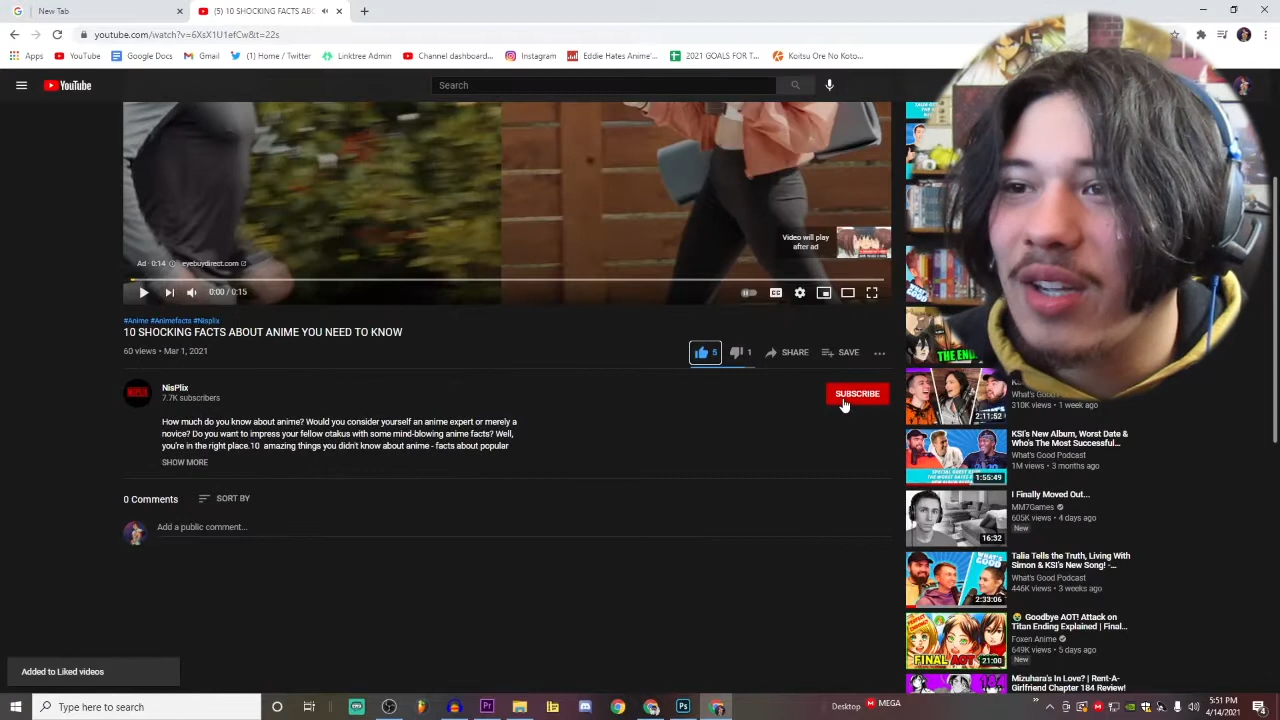 New Tab
(5) 10 SHOCKING FACTS ABC
youtube.com/watch?v=6XsX1U1efCw&t=22s
Apps
YouTube
Google Docs
Gmail
(1) Home / Twitter
Linktree Admin
Channel dashboard...
Instagram
Eddie Hates Anime'...
2021 GOALS FOR T...
Koitsu Ore No Koto...
YouTube
Search
Video will play
after ad
Ad · 0:14
eyebuydirect.com
0:00 / 0:15
#Anime #Animefacts #Nisplix
10 SHOCKING FACTS ABOUT ANIME YOU NEED TO KNOW
60 views • Mar 1, 2021
5
1
SHARE
SAVE
NisPlix
7.7K subscribers
SUBSCRIBE
How much do you know about anime? Would you consider yourself an anime expert or merely a
novice? Do you want to impress your fellow otakus with some mind-blowing anime facts? Well,
you're in the right place.10 amazing things you didn't know about anime - facts about popular
SHOW MORE
0 Comments
SORT BY
Add a public comment...
Added to Liked videos
THE END.
What's Good
310K views • 1 week ago
2:11:52
KSI's New Album, Worst Date &
Who's The Most Successful...
What's Good Podcast
1M views • 3 months ago
1:55:49
I Finally Moved Out...
MM7Games
605K views • 4 days ago
New
16:32
Talia Tells the Truth, Living With
Simon & KSI's New Song! -...
What's Good Podcast
446K views • 3 weeks ago
WHAT'S GOOD
2:33:06
Goodbye AOT! Attack on
Titan Ending Explained | Final...
Foxen Anime
649K views • 5 days ago
New
FINAL AOT
21:00
Mizuhara's In Love? | Rent-A-
Girlfriend Chapter 184 Review!
184
Type here to search
Desktop
MEGA
5:51 PM
4/14/2021